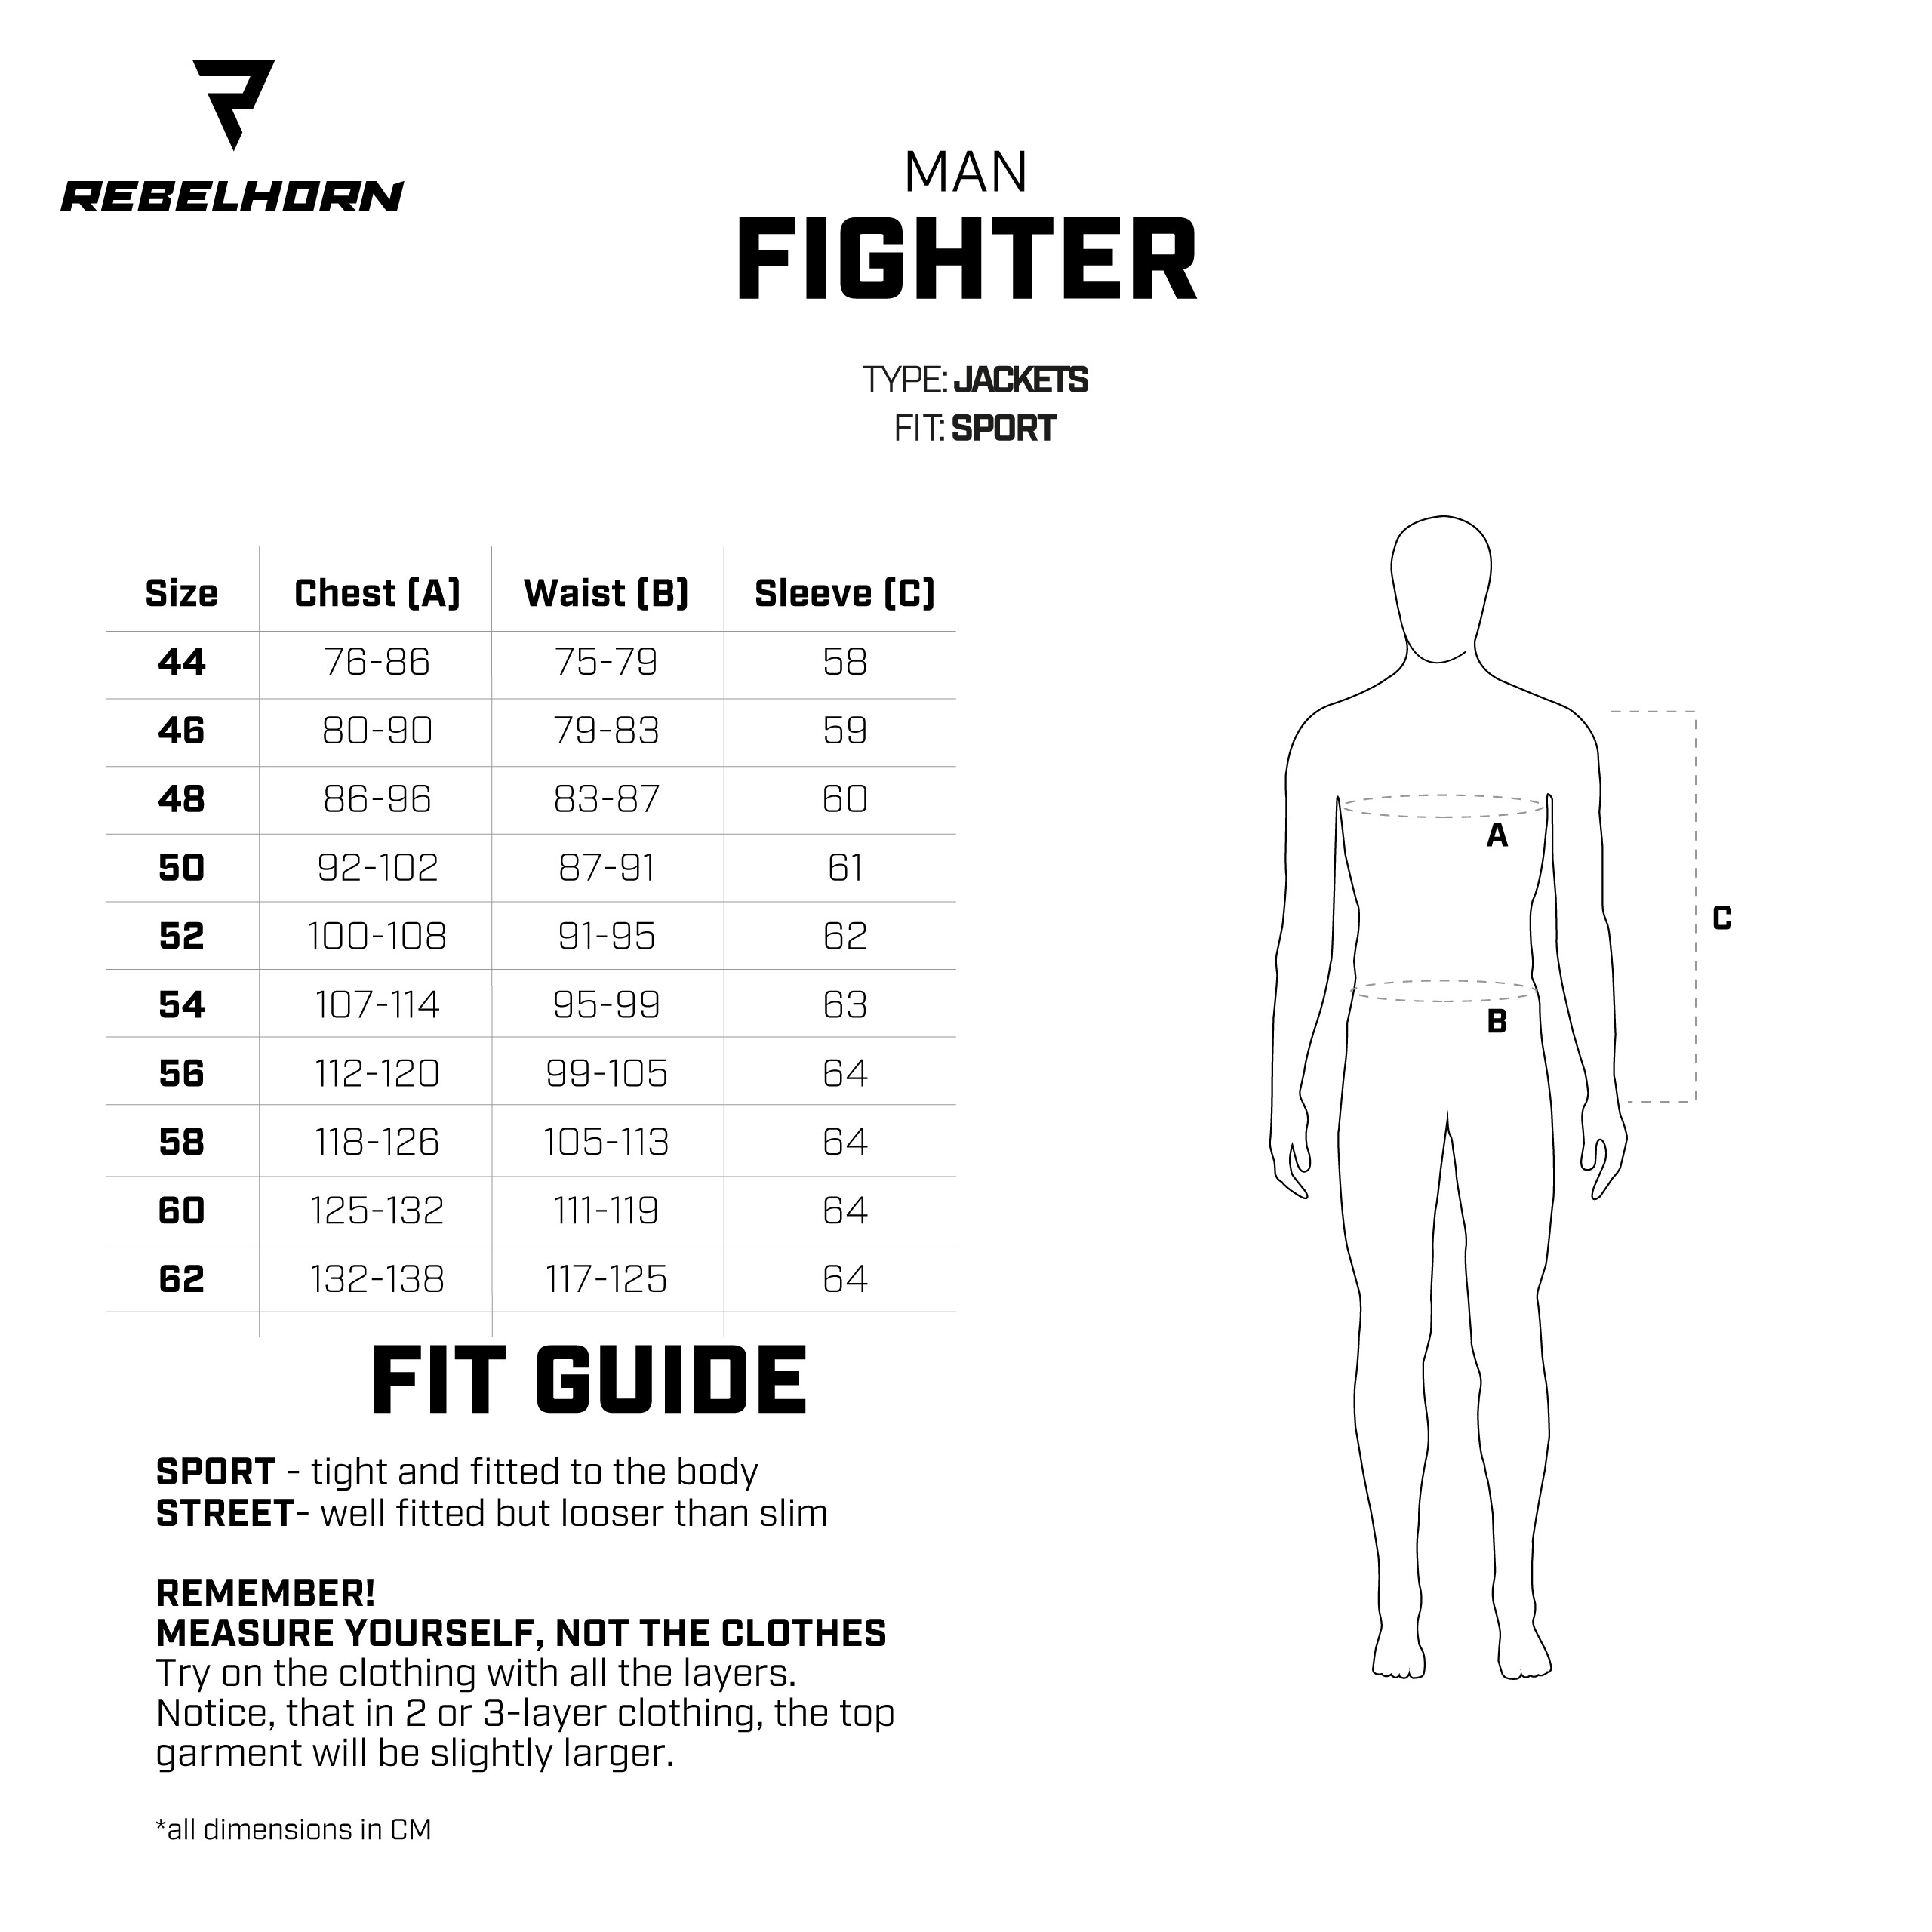 REBELHORN
MAN
FIGHTER
TYPE: JACKETS
FIT: SPORT
Size Chest (A) Waist (B) Sleeve (C)
44 76-86 75-79 58
46 80-90 79-83 59
48 86-96 83-87 60
50 92-102 87-91 61
52 100-108 91-95 62
54 107-114 95-99 63
56 112-120 99-105 64
58 118-126 105-113 64
60 125-132 111-119 64
62 132-138 117-125 64
A
B
C
FIT GUIDE
SPORT - tight and fitted to the body
STREET- well fitted but looser than slim
REMEMBER!
MEASURE YOURSELF, NOT THE CLOTHES
Try on the clothing with all the layers.
Notice, that in 2 or 3-layer clothing, the top
garment will be slightly larger.
*all dimensions in CM